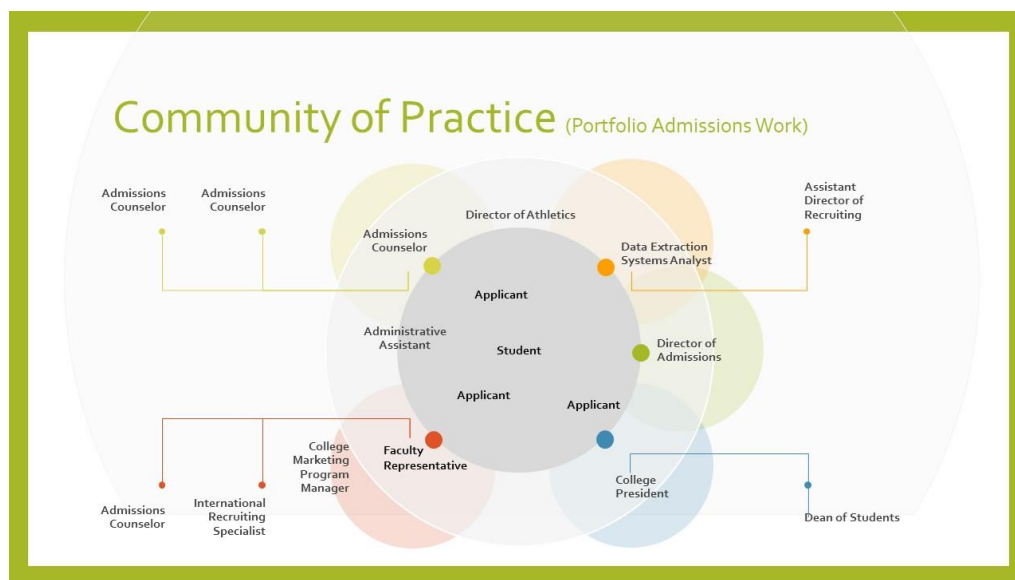 Community of Practice (Portfolio Admissions Work)
Admissions
Counselor
Admissions
Counselor
Assistant
Director of
Recruiting
Director of Athletics
Admissions
Counselor
Data Extraction
Systems Analyst
Applicant
Administrative
Assistant
Student
Director of
Admissions
Applicant
Applicant
College
Marketing
Program
Manager
Faculty
Representative
College
President
Admissions
Counselor
International
Recruiting
Specialist
Dean of Students